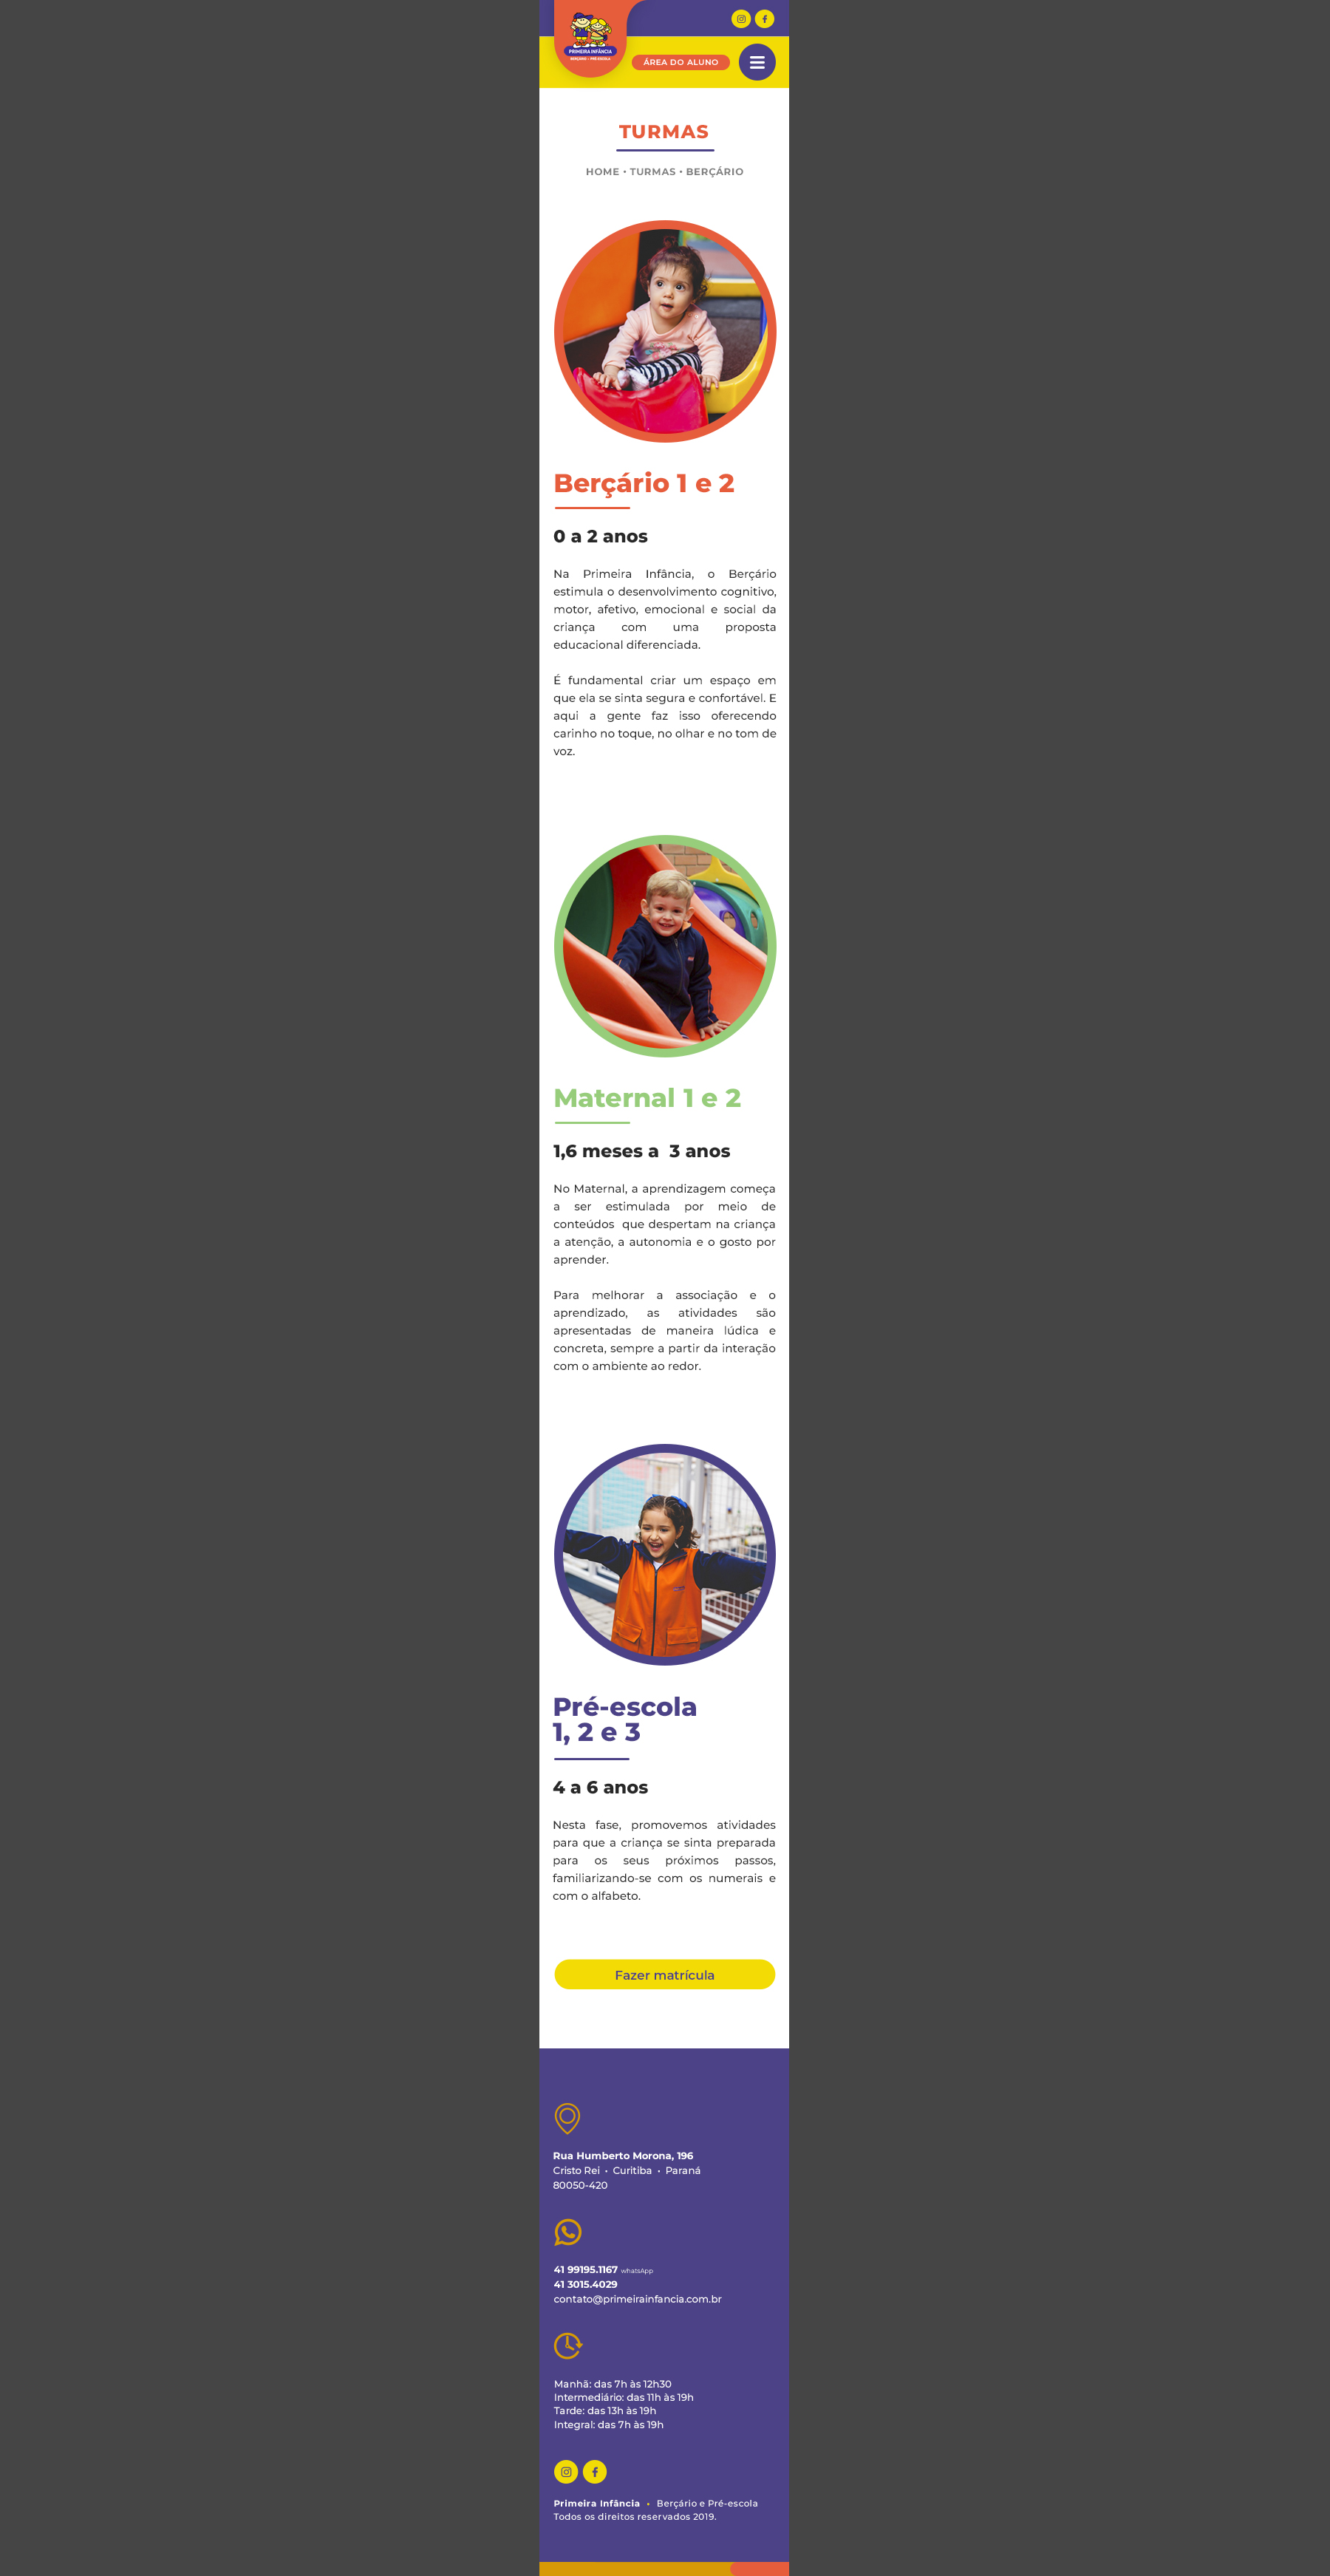 PRIMEIRA INFÂNCIA
BERÇÁRIO • PRÉ-ESCOLA
ÁREA DO ALUNO
TURMAS
HOME • TURMAS • BERÇÁRIO
Berçário 1 e 2
0 a 2 anos
Na Primeira Infância, o Berçário
estimula o desenvolvimento cognitivo,
motor, afetivo, emocional e social da
criança com uma proposta
educacional diferenciada.
É fundamental criar um espaço em
que ela se sinta segura e confortável. E
aqui a gente faz isso oferecendo
carinho no toque, no olhar e no tom de
voz.
Maternal 1 e 2
1,6 meses a 3 anos
No Maternal, a aprendizagem começa
a ser estimulada por meio de
conteúdos que despertam na criança
a atenção, a autonomia e o gosto por
aprender.
Para melhorar a associação e o
aprendizado, as atividades são
apresentadas de maneira lúdica e
concreta, sempre a partir da interação
com o ambiente ao redor.
Pré-escola
1, 2 e 3
4 a 6 anos
Nesta fase, promovemos atividades
para que a criança se sinta preparada
para os seus próximos passos,
familiarizando-se com os numerais e
com o alfabeto.
Fazer matrícula
Rua Humberto Morona, 196
Cristo Rei • Curitiba • Paraná
80050-420
41 99195.1167 whatsApp
41 3015.4029
contato@primeirainfancia.com.br
Manhã: das 7h às 12h30
Intermediário: das 11h às 19h
Tarde: das 13h às 19h
Integral: das 7h às 19h
Primeira Infância • Berçário e Pré-escola
Todos os direitos reservados 2019.